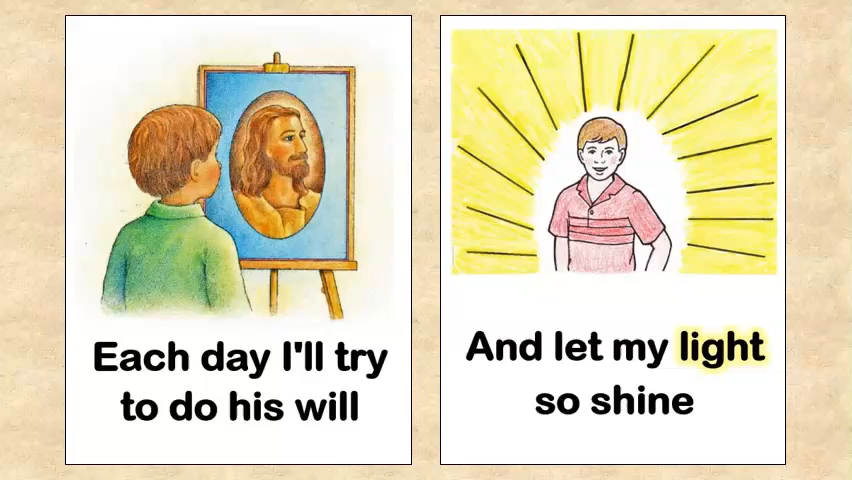 Each day I'll try
to do his will
And let my light
so shine